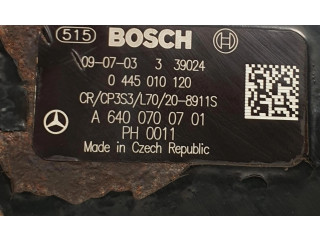 515 BOSCH
09-07-03 3 39024
0 445 010 120
CR/CP3S3/L70/20-8911S
A 640 070 07 01
PH 0011
Made in Czech Republic